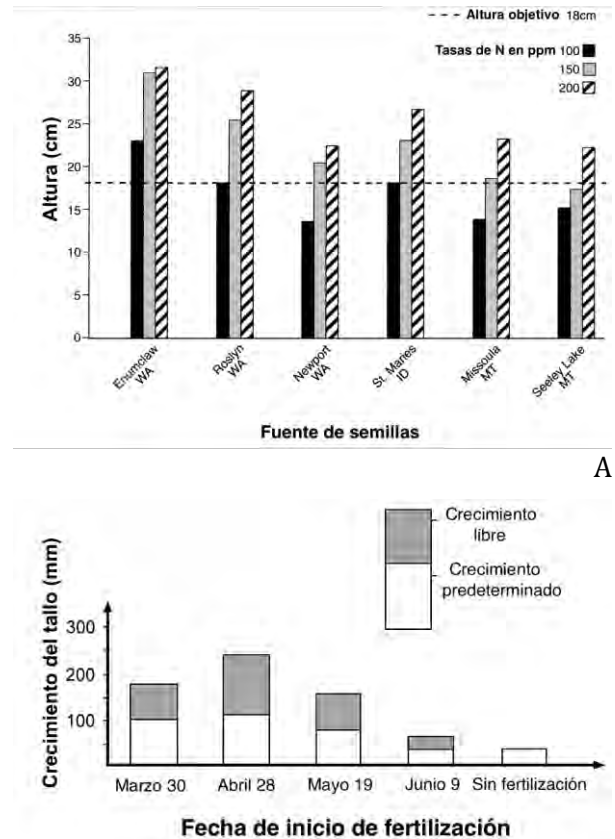 Altura objetivo 18cm
Tasas de N en ppm 100
150
200
35
30
25
20
15
10
5
0
Altura (cm)
Enumclaw
WA
Roslyn
WA
Newport
WA
St. Maries
ID
Missoula
MT
Seeley Lake
MT
Fuente de semillas
A
Crecimiento
libre
Crecimiento
predeterminado
Crecimiento del tallo (mm)
300
200
100
Marzo 30
Abril 28
Mayo 19
Junio 9
Sin fertilización
Fecha de inicio de fertilización